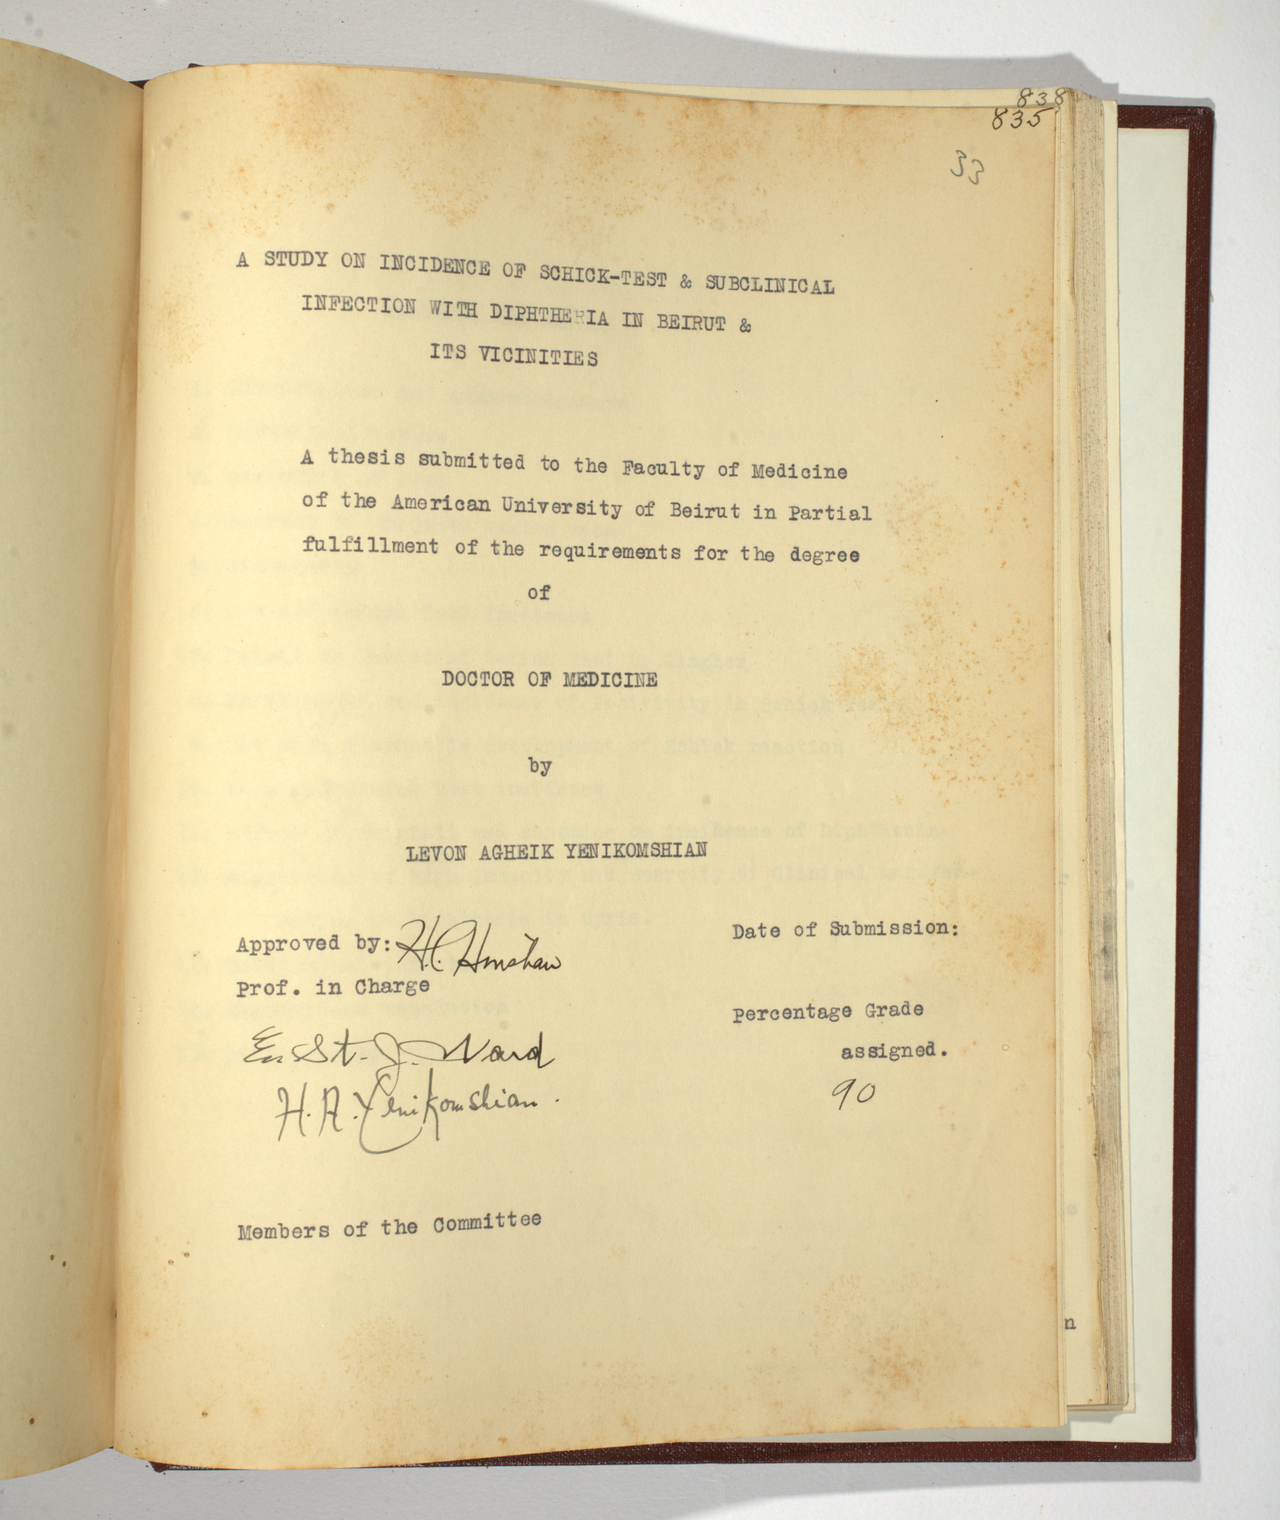 838
835
33
A STUDY ON INCIDENCE OF SCHICK-TEST & SUBCLINICAL
INFECTION WITH DIPHTHERIA IN BEIRUT &
ITS VICINITIES
A thesis submitted to the Faculty of Medicine
of the American University of Beirut in Partial
fulfillment of the requirements for the degree
of
DOCTOR OF MEDICINE
by
LEVON AGHEIK YENIKOMSHIAN
Approved by: H.C. Hinshaw
Prof. in Charge
Date of Submission:
E. St. J. Ward
H. A. Yenikomshian.
Percentage Grade
assigned.
90
Members of the Committee